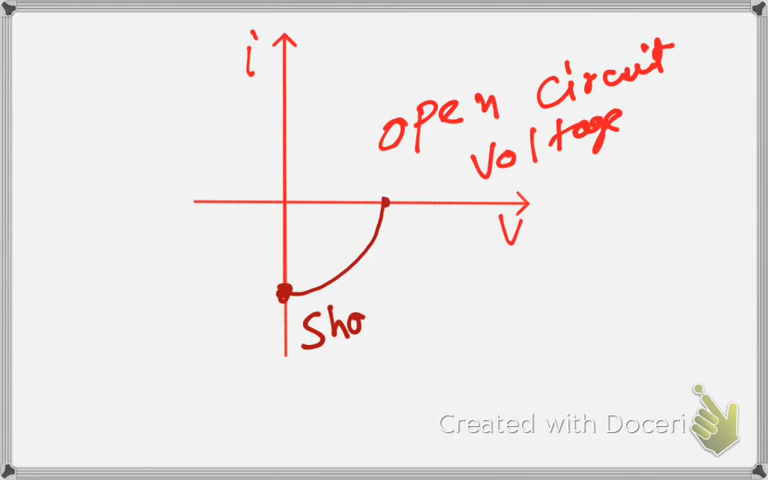 i
open Circuit
Voltage
V
Sho
Created with Doceri